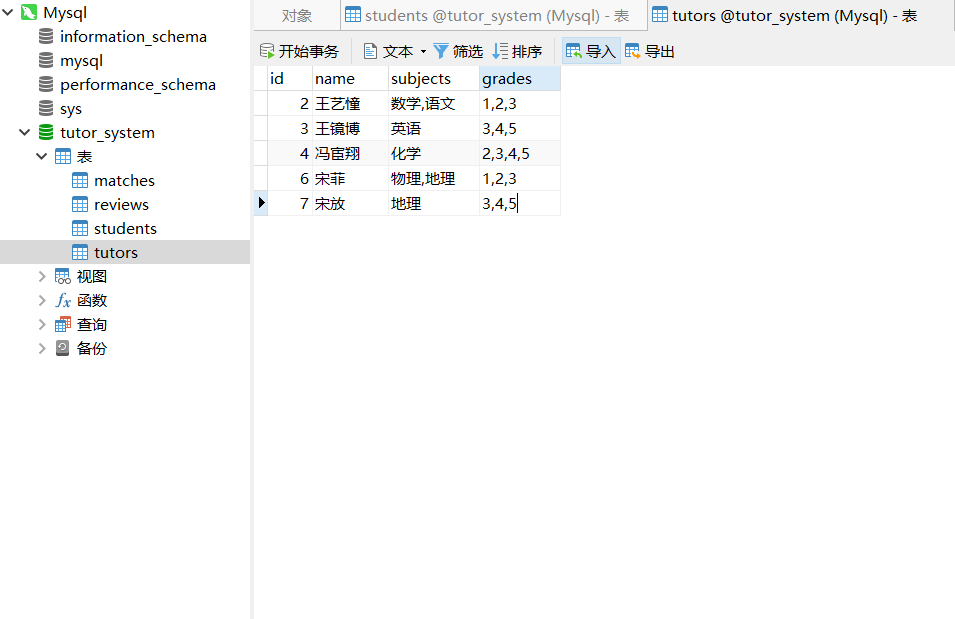 Mysql
information_schema
mysql
performance_schema
sys
tutor_system
表
matches
reviews
students
tutors
视图
fx 函数
查询
备份
对象 students @tutor_system (Mysql) - 表 tutors @tutor_system (Mysql) - 表
开始事务 文本 筛选 排序 导入 导出
id name subjects grades
2 王艺憧 数学,语文 1,2,3
3 王镜博 英语 3,4,5
4 冯宧翔 化学 2,3,4,5
6 宋菲 物理,地理 1,2,3
7 宋放 地理 3,4,5